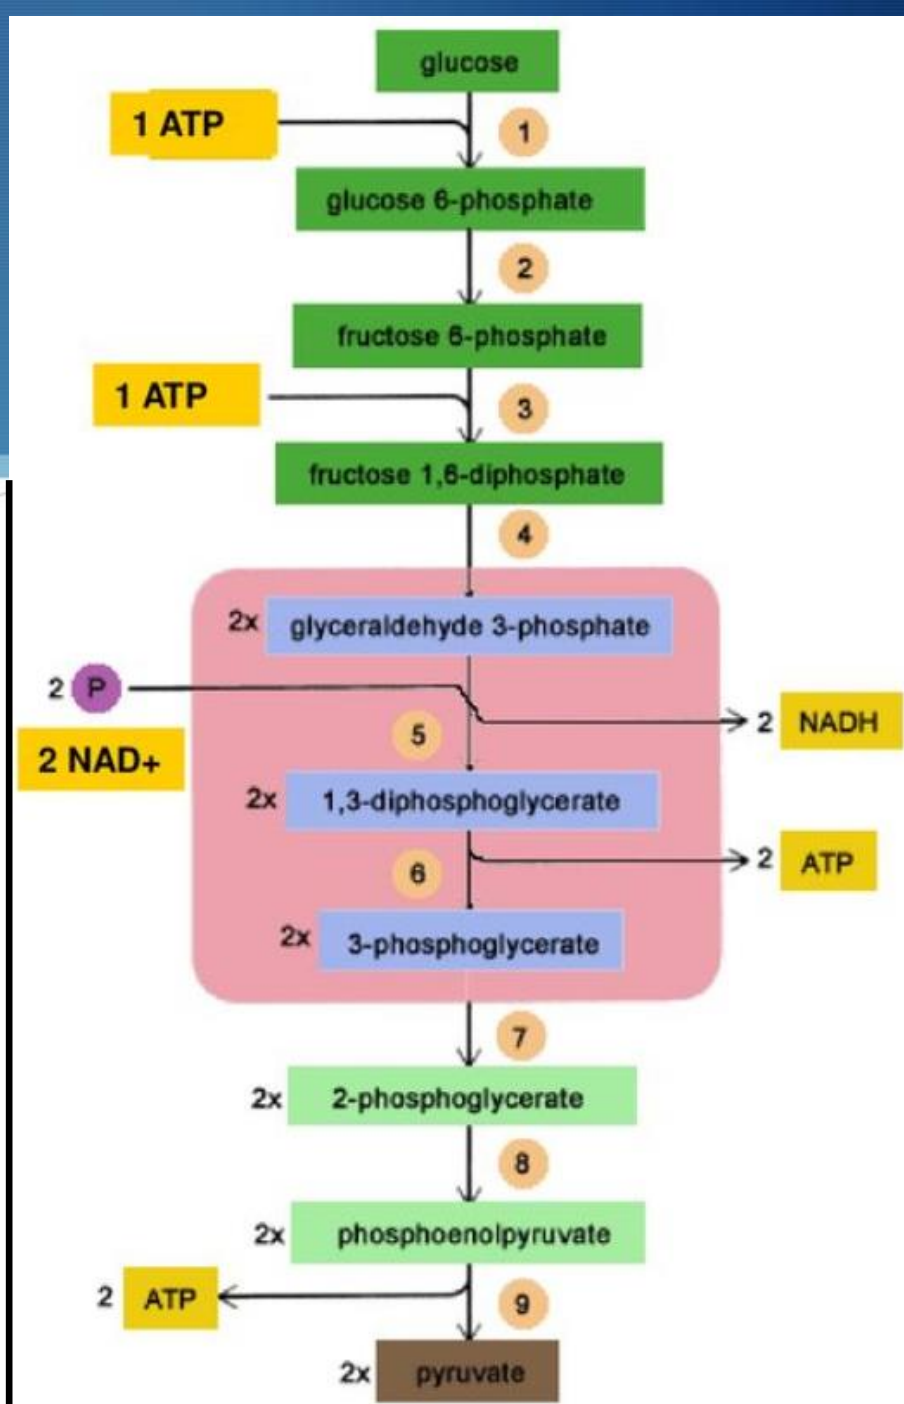 glucose
1 ATP
1
glucose 6-phosphate
2
fructose 6-phosphate
1 ATP
3
fructose 1,6-diphosphate
4
2x glyceraldehyde 3-phosphate
2 P
2 NADH
5
2 NAD+
2x 1,3-diphosphoglycerate
2 ATP
6
2x 3-phosphoglycerate
7
2x 2-phosphoglycerate
8
2x phosphoenolpyruvate
2 ATP
9
2x pyruvate